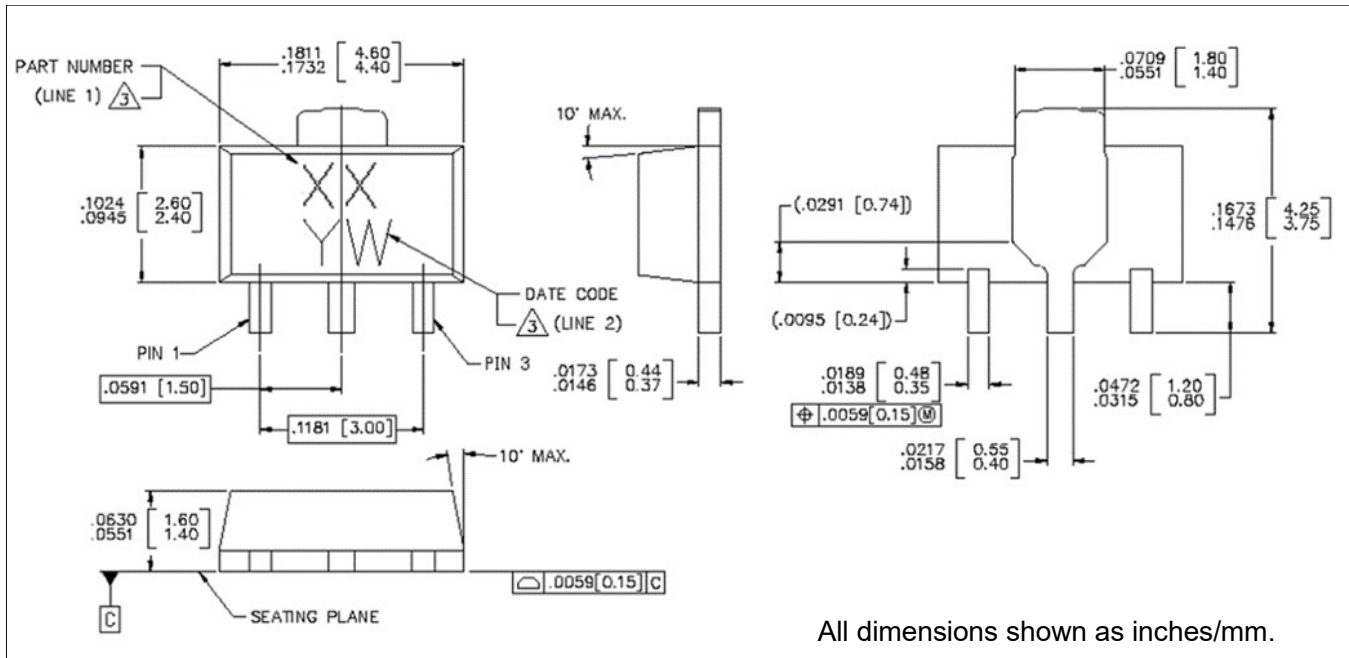 .1811 [ 4.60
.1732 [ 4.40 ]
PART NUMBER
(LINE 1) 3
X X
Y W
.1024 [ 2.60
.0945 [ 2.40 ]
DATE CODE
3 (LINE 2)
PIN 1
PIN 3
.0591 [1.50]
.1181 [3.00]
10° MAX.
.0173 [ 0.44
.0146 [ 0.37 ]
.0709 [ 1.80
.0551 [ 1.40 ]
(.0291 [0.74])
(.0095 [0.24])
.1673 [ 4.25
.1476 [ 3.75 ]
.0189 [ 0.48
.0138 [ 0.35 ]
⌖ .0059[0.15]Ⓜ
.0472 [ 1.20
.0315 [ 0.80 ]
.0217 [ 0.55
.0158 [ 0.40 ]
10° MAX.
.0630 [ 1.60
.0551 [ 1.40 ]
⌓ .0059[0.15] C
C
SEATING PLANE
All dimensions shown as inches/mm.